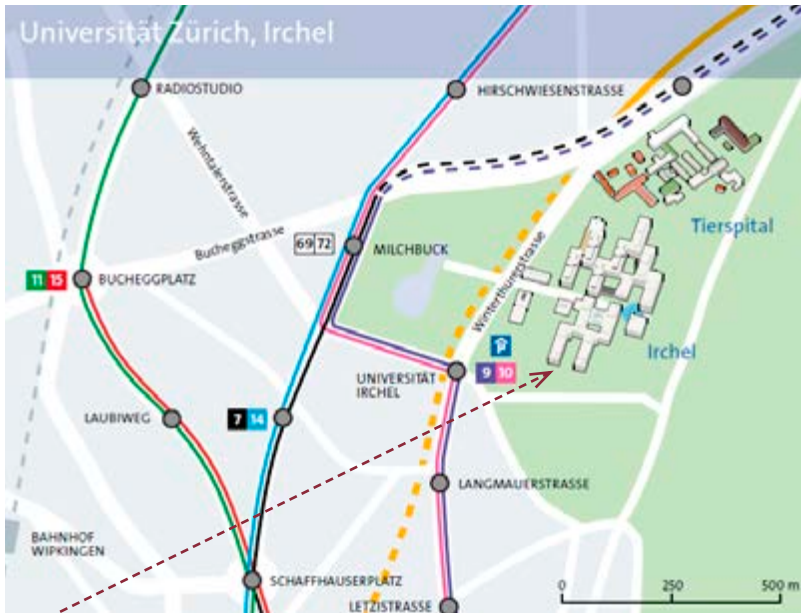 Universität Zürich, Irchel
RADIOSTUDIO
HIRSCHWIESENSTRASSE
Wehntalerstrasse
Bucheggstrasse
69 72
MILCHBUCK
Tierspital
11 15
BUCHEGGPLATZ
Winterthurerstrasse
Irchel
P
UNIVERSITÄT
IRCHEL
9 10
LAUBIWEG
7 14
LANGMAUERSTRASSE
BAHNHOF
WIPKINGEN
SCHAFFHAUSERPLATZ
LETZISTRASSE
0 250 500 m